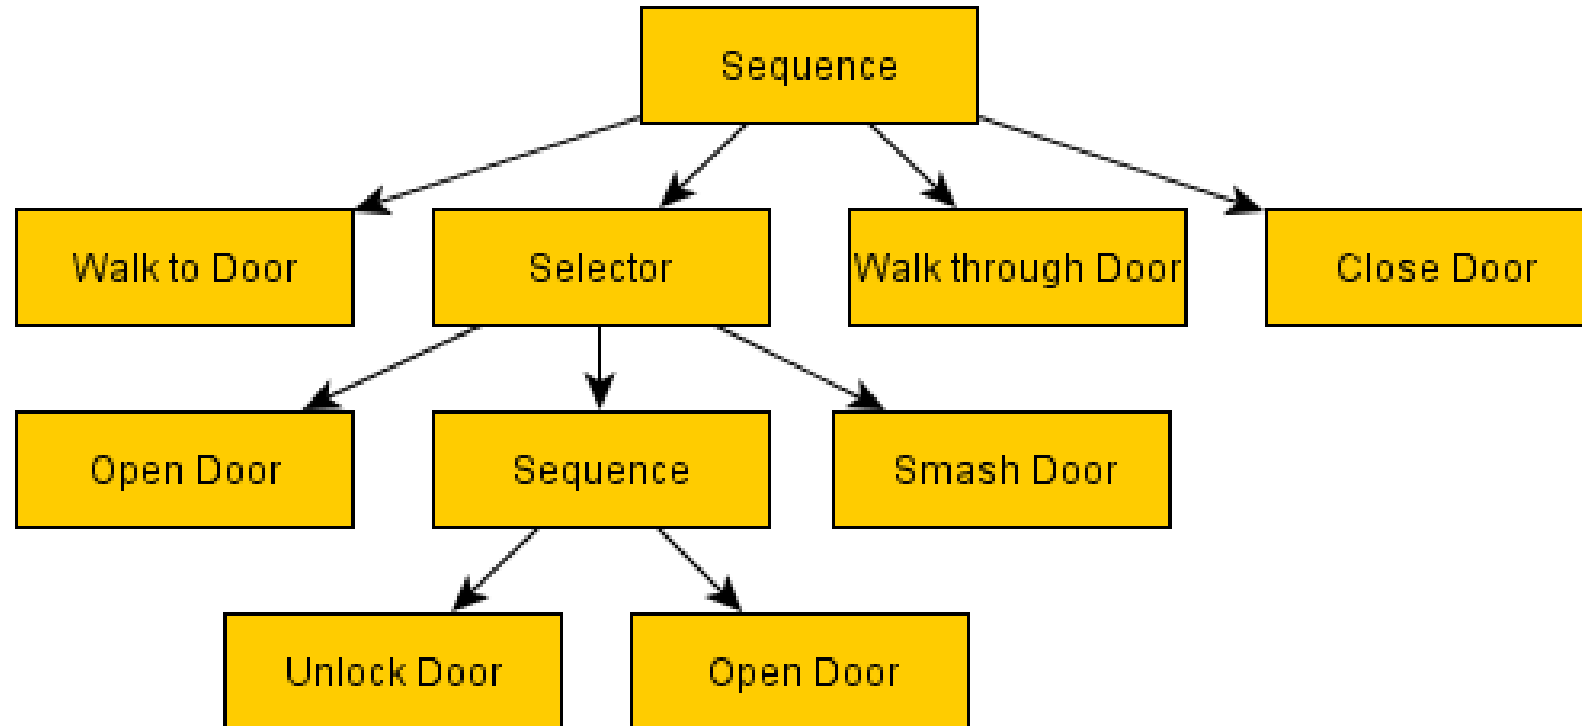 Sequence
Walk to Door
Selector
Walk through Door
Close Door
Open Door
Sequence
Smash Door
Unlock Door
Open Door